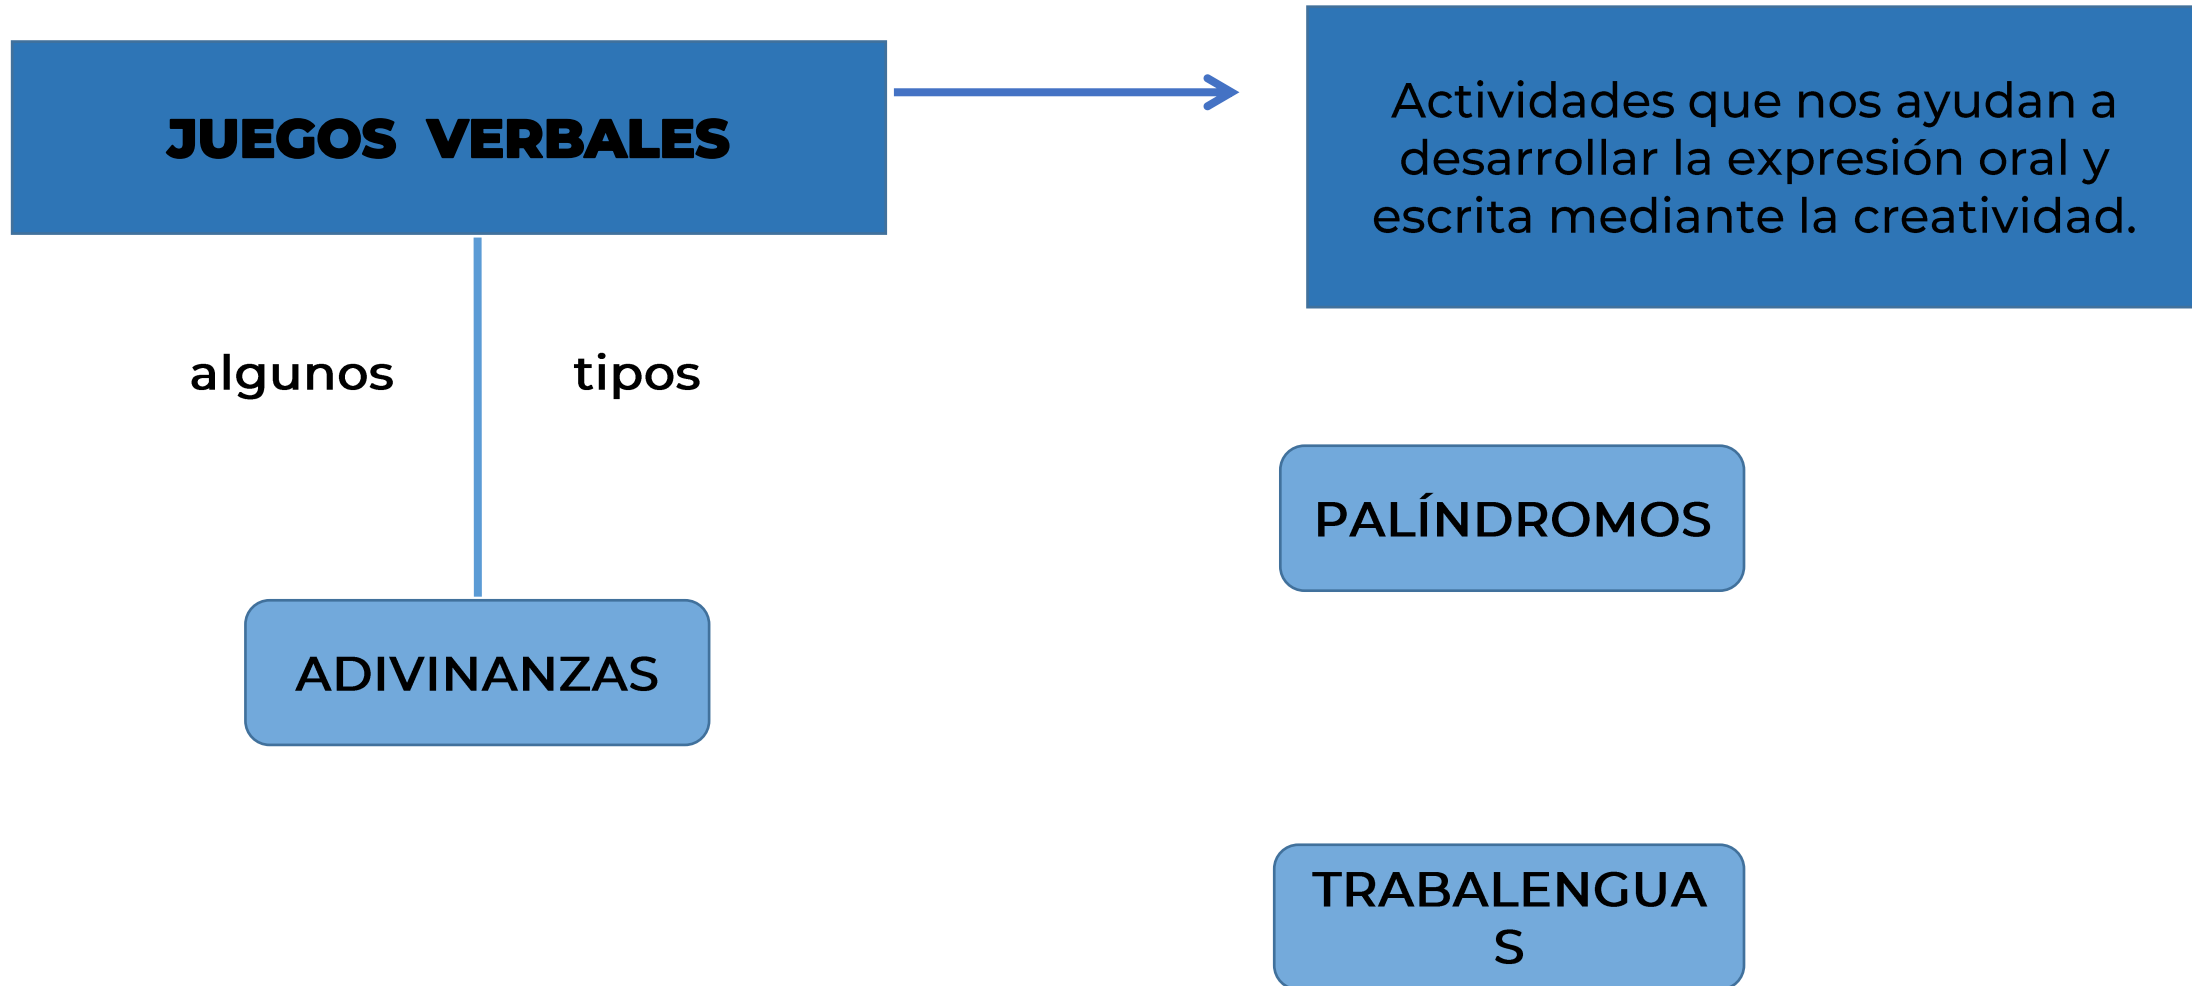 JUEGOS VERBALES
Actividades que nos ayudan a
desarrollar la expresión oral y
escrita mediante la creatividad.
algunos tipos
PALÍNDROMOS
ADIVINANZAS
TRABALENGUA
S